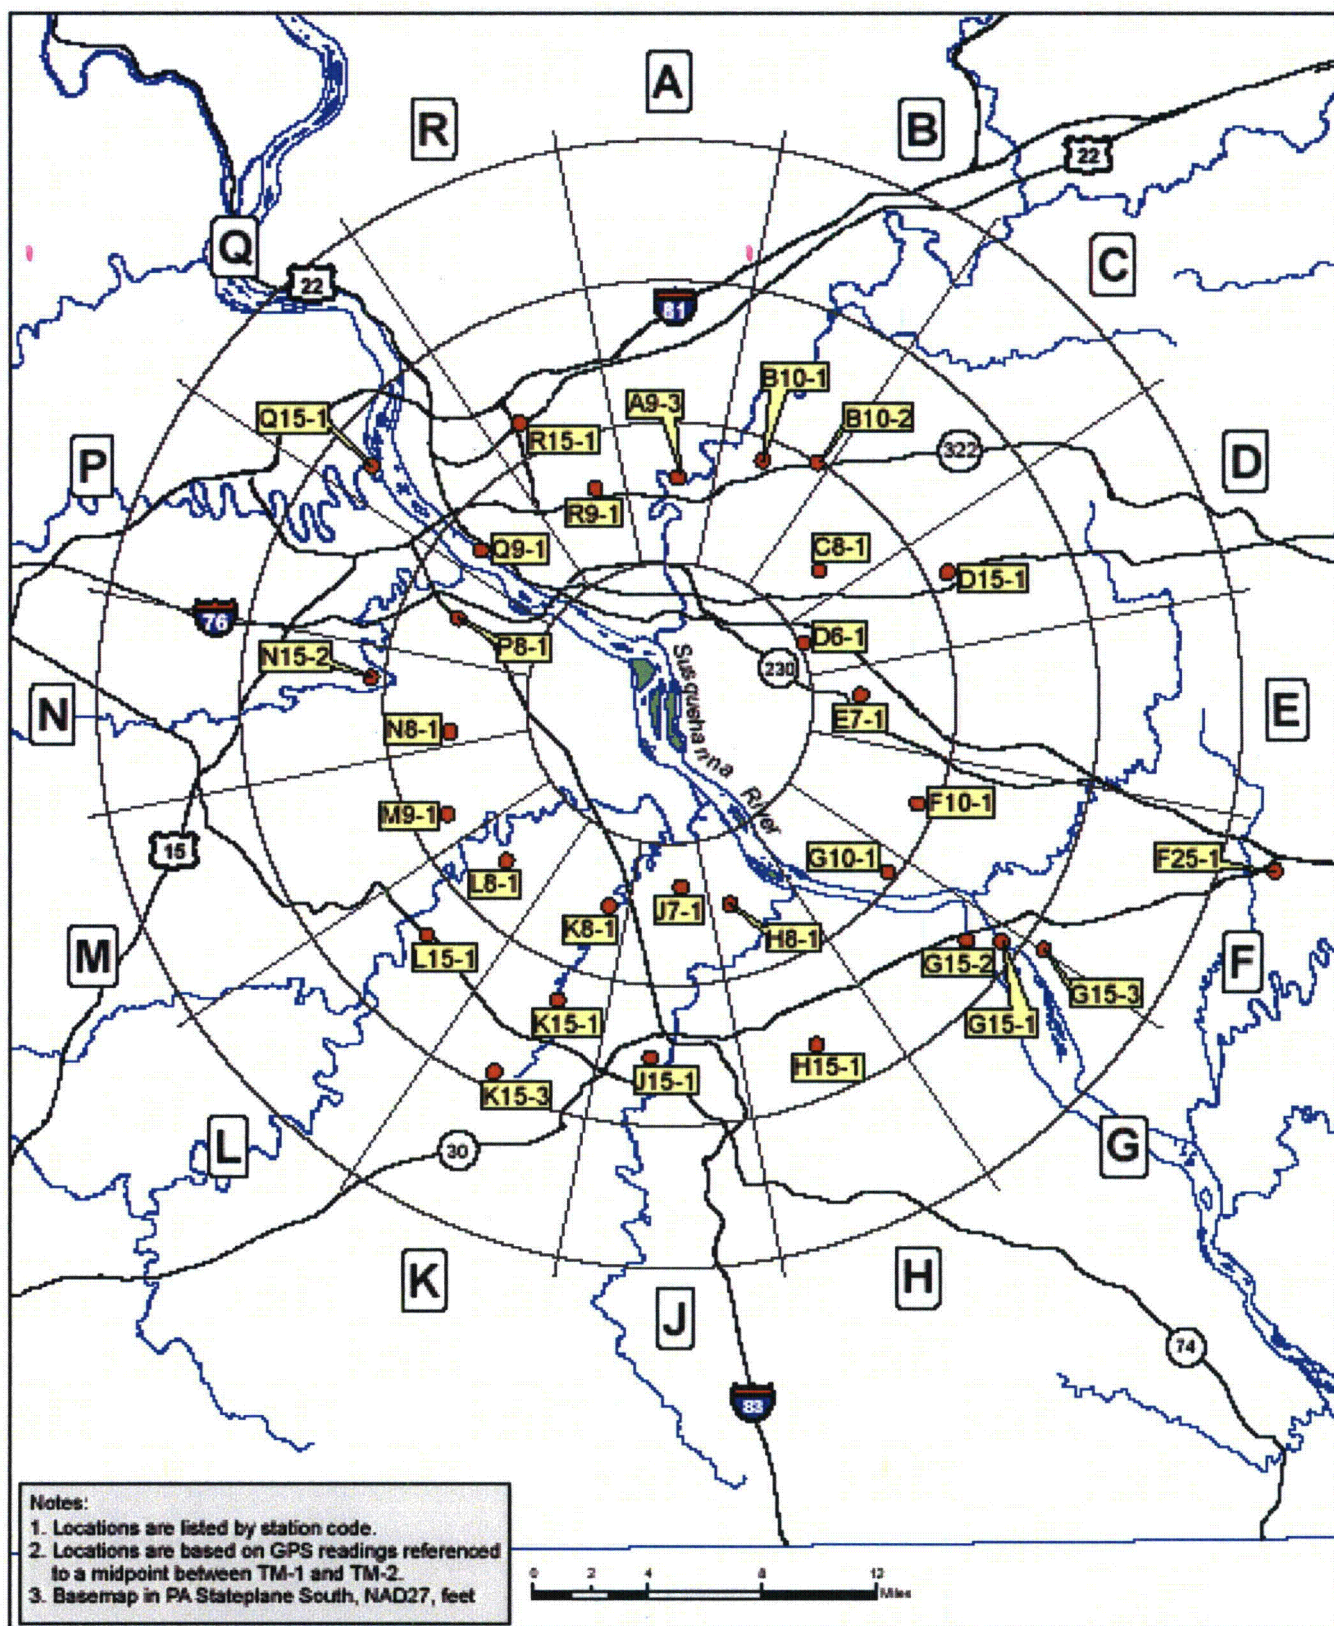 A
R
B
22
C
Q
22
81
B10-1
A9-3
B10-2
Q15-1
R15-1
322
D
P
R9-1
Q9-1
C8-1
D15-1
76
P8-1
D6-1
N15-2
230
Susquehanna River
N
E
E7-1
N8-1
F10-1
M9-1
15
G10-1
F25-1
L8-1
J7-1
K8-1
H8-1
M
L15-1
G15-2
F
G15-3
K15-1
G15-1
H15-1
J15-1
K15-3
L
30
G
K
H
J
74
83
Notes:
1. Locations are listed by station code.
2. Locations are based on GPS readings referenced
to a midpoint between TM-1 and TM-2.
3. Basemap in PA Stateplane South, NAD27, feet
0 2 4 8 12
Miles